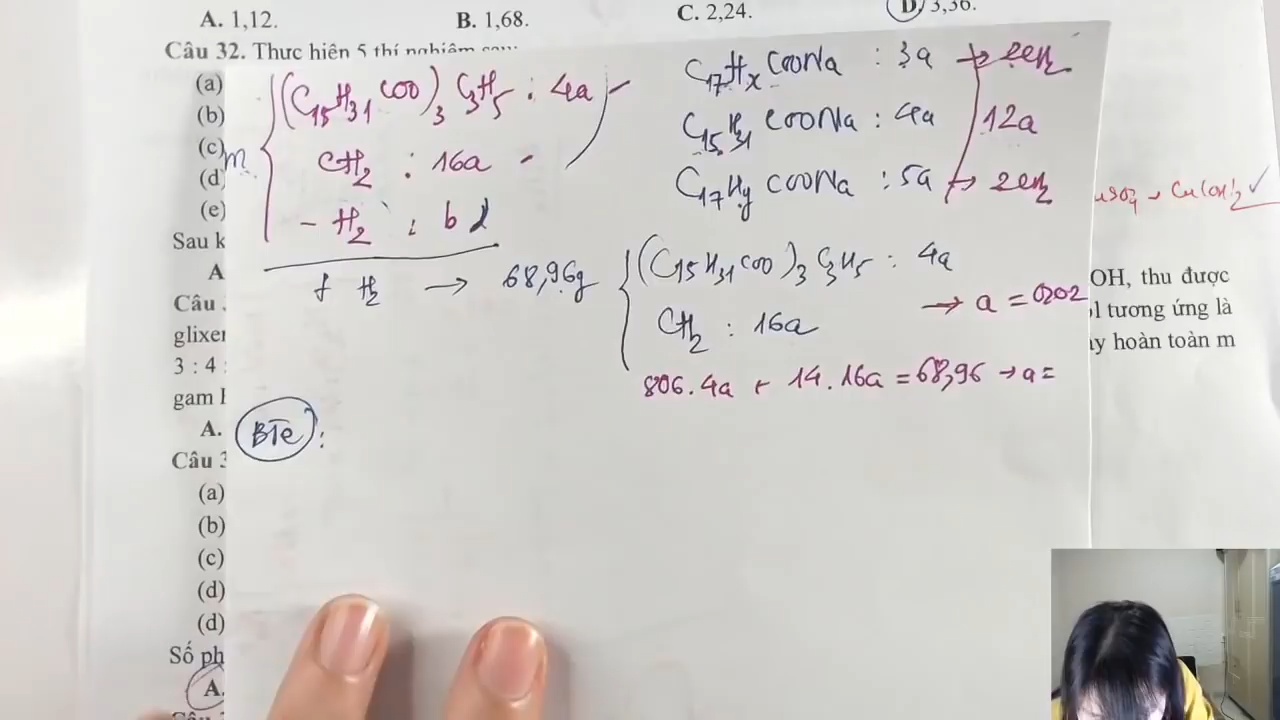 A. 1,12.
B. 1,68.
C. 2,24.
D. 3,36.
Câu 32. Thực hiện 5 thí nghiệm sau:
(a)
(b)
(c)
(d)
(e)
Sau k
A
Câu
glixer
3 : 4
gam
A.
Câu 3
(a)
(b)
(c)
(d)
(d)
Số ph
A.
m
(C15H31COO)3C3H5 : 4a
CH2 : 16a
- H2 : b
C17HxCOONa : 3a
C15H31COONa : 4a
12a
C17HyCOONa : 5a
+ H2 → 68,96g
(C15H31COO)3C3H5 : 4a
CH2 : 16a
→ a = 0,02
806.4a + 14.16a = 68,96 → a =
BTe :
Cu(OH)2 ✓
OH, thu được
l tương ứng là
y hoàn toàn m